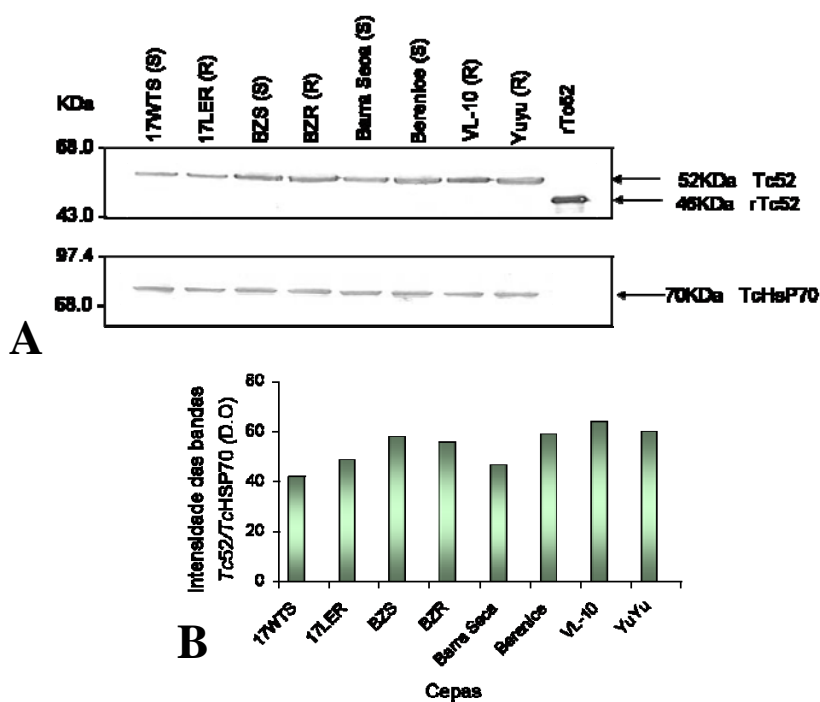 KDa
17WTS (S)
17LER (R)
BZS (S)
BZR (R)
Barra Seca (S)
Berenice (S)
VL-10 (R)
Yuyu (R)
rTc52
68.0
43.0
52KDa Tc52
46KDa rTc52
97.4
68.0
70KDa TcHsP70
A
Intensidade das bandas
Tc52/TcHSP70 (D.O)
80
60
40
20
0
17WTS
17LER
BZS
BZR
Barra Seca
Berenice
VL-10
YuYu
B
Cepas